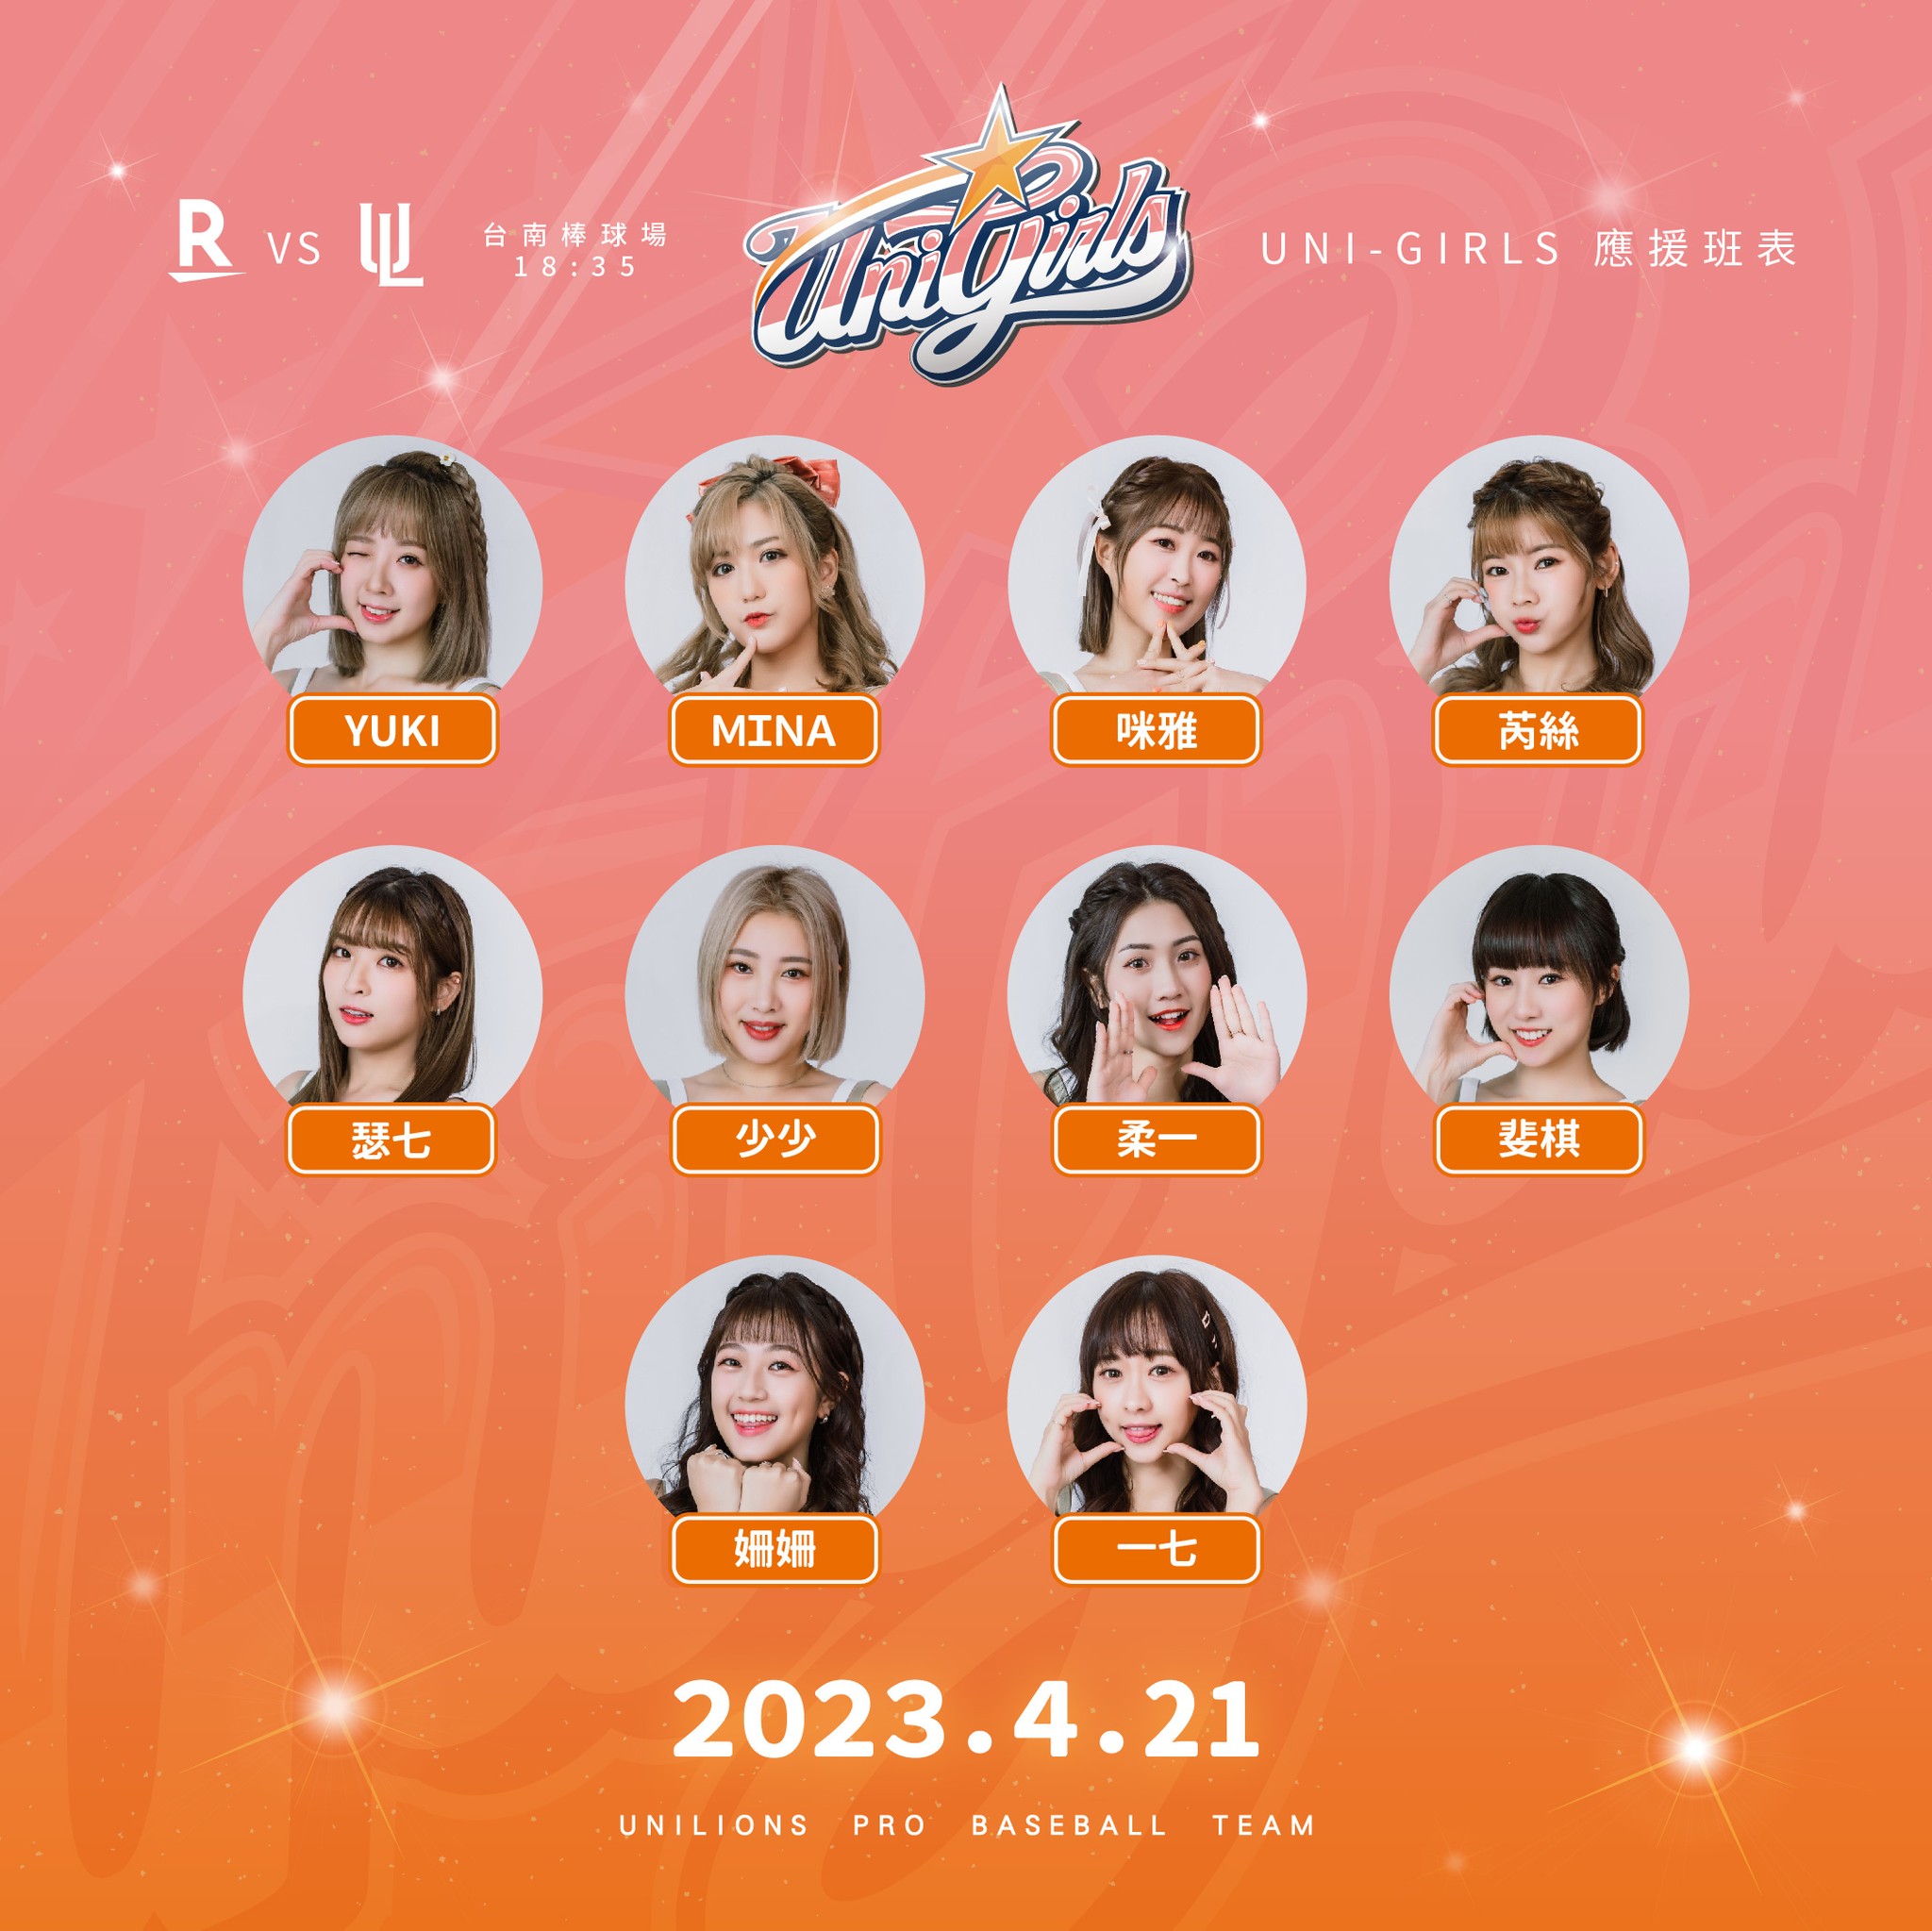 R VS UL
台南棒球場
18:35
UniGirls
UNI-GIRLS 應援班表
YUKI
MINA
咪雅
芮絲
瑟七
少少
柔一
斐棋
姍姍
一七
2023.4.21
UNILIONS PRO BASEBALL TEAM